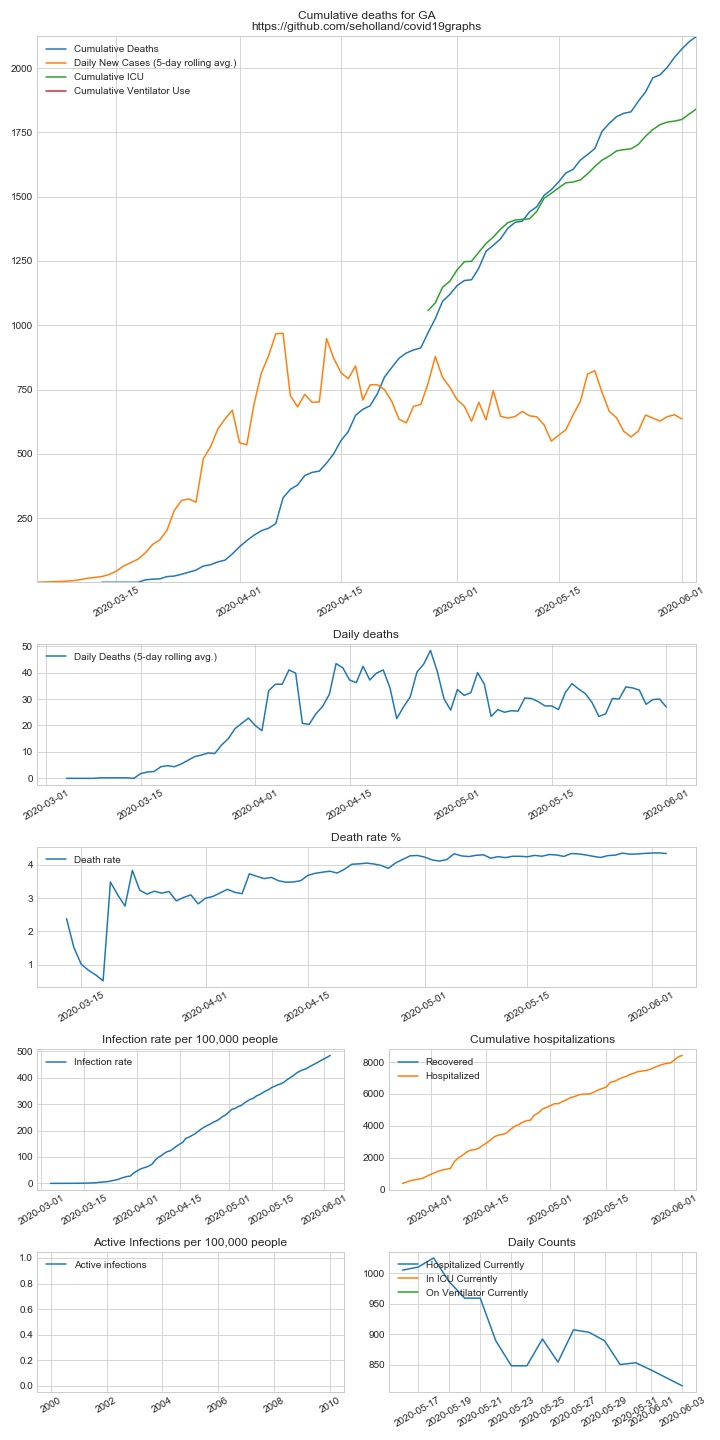 Cumulative deaths for GA
https://github.com/seholland/covid19graphs
Cumulative Deaths
Daily New Cases (5-day rolling avg.)
Cumulative ICU
Cumulative Ventilator Use
2000
1750
1500
1250
1000
750
500
250
2020-03-15 2020-04-01 2020-04-15 2020-05-01 2020-05-15 2020-06-01
Daily deaths
Daily Deaths (5-day rolling avg.)
50
40
30
20
10
0
2020-03-01 2020-03-15 2020-04-01 2020-04-15 2020-05-01 2020-05-15 2020-06-01
Death rate %
Death rate
4
3
2
1
2020-03-15 2020-04-01 2020-04-15 2020-05-01 2020-05-15 2020-06-01
Infection rate per 100,000 people
Infection rate
500
400
300
200
100
0
2020-03-01 2020-03-15 2020-04-01 2020-04-15 2020-05-01 2020-05-15 2020-06-01
Cumulative hospitalizations
Recovered
Hospitalized
8000
6000
4000
2000
0
2020-04-01 2020-04-15 2020-05-01 2020-05-15 2020-06-01
Active Infections per 100,000 people
Active infections
1.0
0.8
0.6
0.4
0.2
0.0
2000 2002 2004 2006 2008 2010
Daily Counts
Hospitalized Currently
In ICU Currently
On Ventilator Currently
1000
950
900
850
2020-05-17 2020-05-19 2020-05-21 2020-05-23 2020-05-25 2020-05-27 2020-05-29 2020-05-31 2020-06-01 2020-06-03